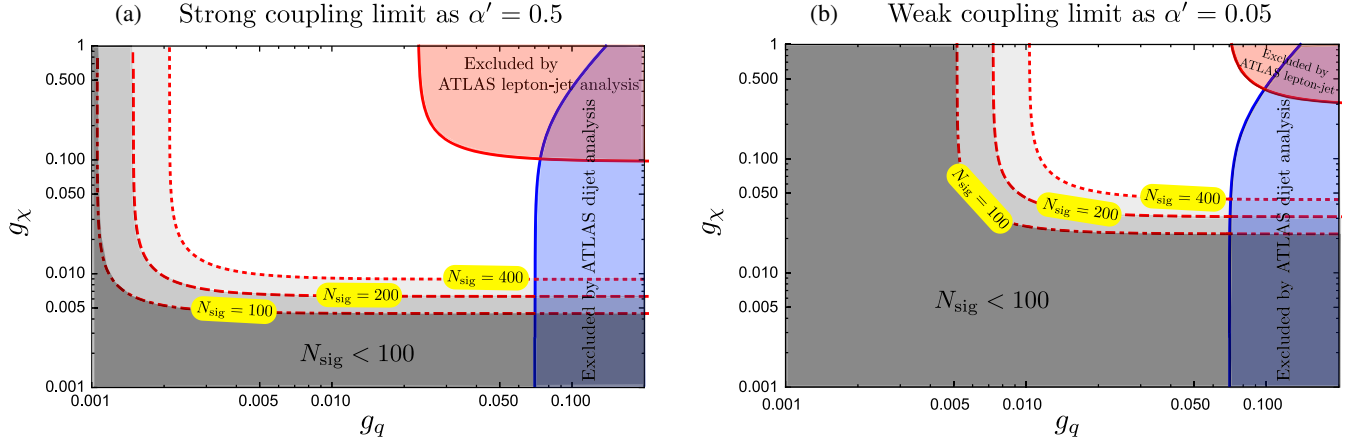 (a) Strong coupling limit as α′ = 0.5
1
0.500
0.100
0.050
0.010
0.005
0.001
g_χ
Excluded by
ATLAS lepton-jet analysis
Excluded by ATLAS dijet analysis
N_sig = 400
N_sig = 200
N_sig = 100
N_sig < 100
0.001 0.005 0.010 0.050 0.100
g_q
(b) Weak coupling limit as α′ = 0.05
1
0.500
0.100
0.050
0.010
0.005
0.001
g_χ
Excluded by
ATLAS lepton-jet
Excluded by ATLAS dijet analysis
N_sig = 400
N_sig = 200
N_sig = 100
N_sig < 100
0.001 0.005 0.010 0.050 0.100
g_q